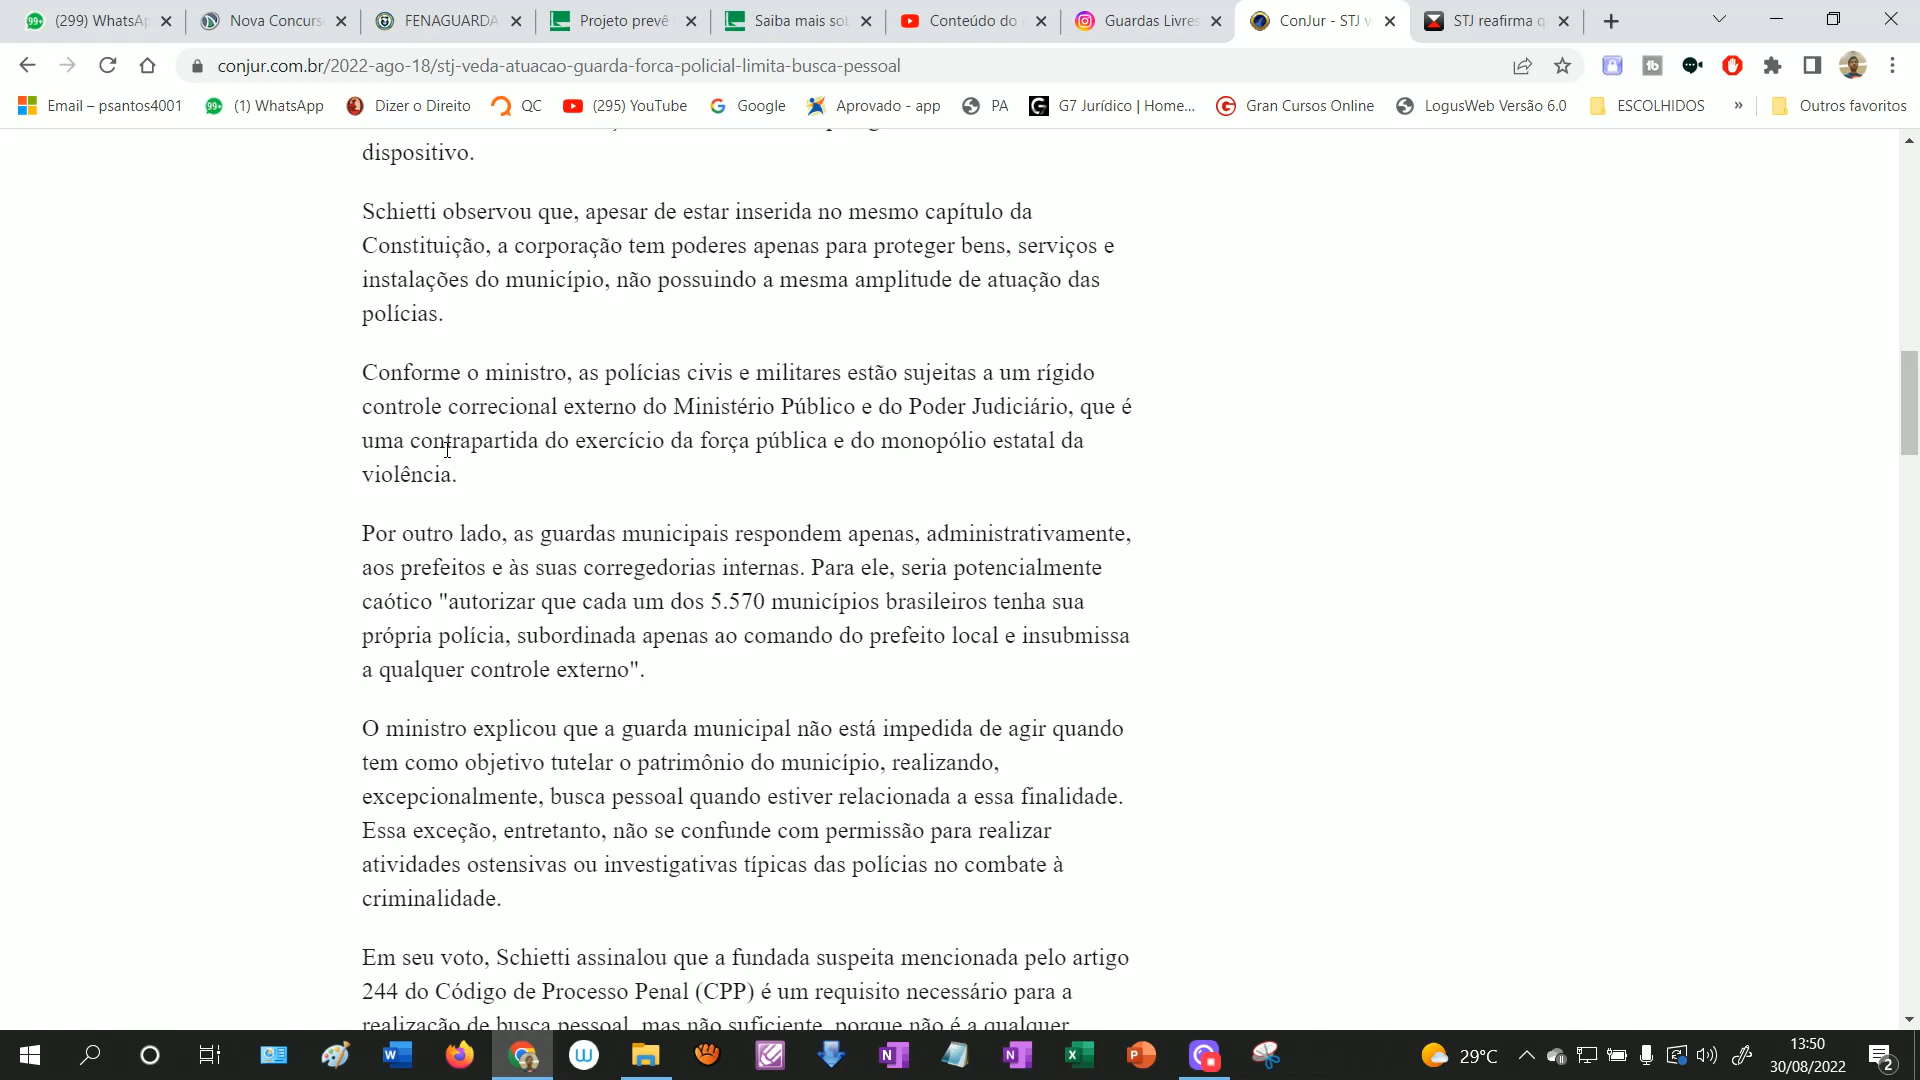 (299) WhatsAp
Nova Concurs
FENAGUARDA
Projeto prevê
Saiba mais so
Conteúdo do
Guardas Livres
ConJur - STJ v
STJ reafirma q
conjur.com.br/2022-ago-18/stj-veda-atuacao-guarda-forca-policial-limita-busca-pessoal
Email – psantos4001
(1) WhatsApp
Dizer o Direito
QC
(295) YouTube
Google
Aprovado - app
PA
G7 Jurídico | Home...
Gran Cursos Online
LogusWeb Versão 6.0
ESCOLHIDOS
»
Outros favoritos
dispositivo.
Schietti observou que, apesar de estar inserida no mesmo capítulo da
Constituição, a corporação tem poderes apenas para proteger bens, serviços e
instalações do município, não possuindo a mesma amplitude de atuação das
polícias.
Conforme o ministro, as polícias civis e militares estão sujeitas a um rígido
controle correcional externo do Ministério Público e do Poder Judiciário, que é
uma contrapartida do exercício da força pública e do monopólio estatal da
violência.
Por outro lado, as guardas municipais respondem apenas, administrativamente,
aos prefeitos e às suas corregedorias internas. Para ele, seria potencialmente
caótico "autorizar que cada um dos 5.570 municípios brasileiros tenha sua
própria polícia, subordinada apenas ao comando do prefeito local e insubmissa
a qualquer controle externo".
O ministro explicou que a guarda municipal não está impedida de agir quando
tem como objetivo tutelar o patrimônio do município, realizando,
excepcionalmente, busca pessoal quando estiver relacionada a essa finalidade.
Essa exceção, entretanto, não se confunde com permissão para realizar
atividades ostensivas ou investigativas típicas das polícias no combate à
criminalidade.
Em seu voto, Schietti assinalou que a fundada suspeita mencionada pelo artigo
244 do Código de Processo Penal (CPP) é um requisito necessário para a
realização de busca pessoal, mas não suficiente, porque não é a qualquer
29°C
13:50
30/08/2022
2